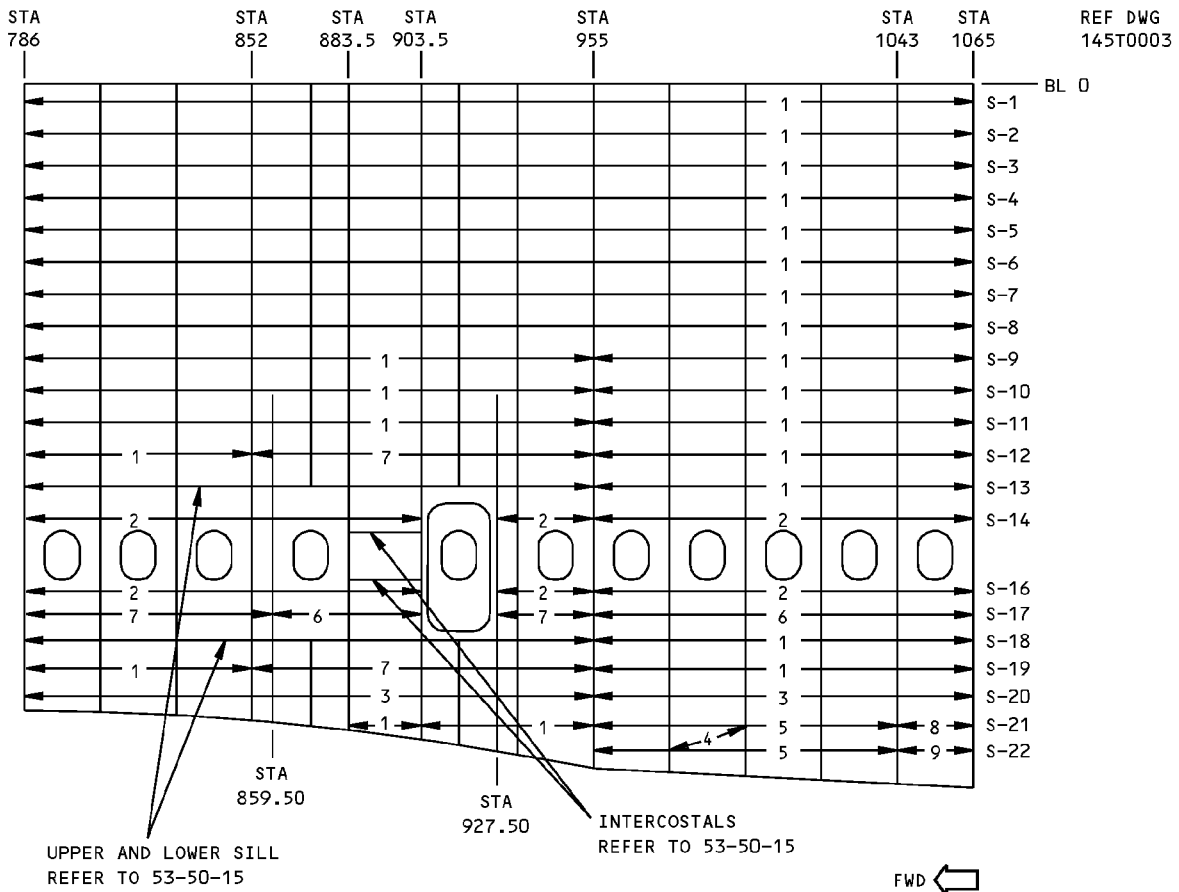 STA STA STA STA STA STA STA REF DWG
786 852 883.5 903.5 955 1043 1065 145T0003
BL 0
1 S-1
1 S-2
1 S-3
1 S-4
1 S-5
1 S-6
1 S-7
1 S-8
1 1 S-9
1 1 S-10
1 1 S-11
1 7 1 S-12
1 S-13
2 2 2 S-14
2 2 2 S-16
7 6 7 6 S-17
1 S-18
1 7 1 S-19
3 3 S-20
1 1 5 8 S-21
4
5 9 S-22
STA
859.50
STA
927.50
INTERCOSTALS
REFER TO 53-50-15
UPPER AND LOWER SILL
REFER TO 53-50-15
FWD